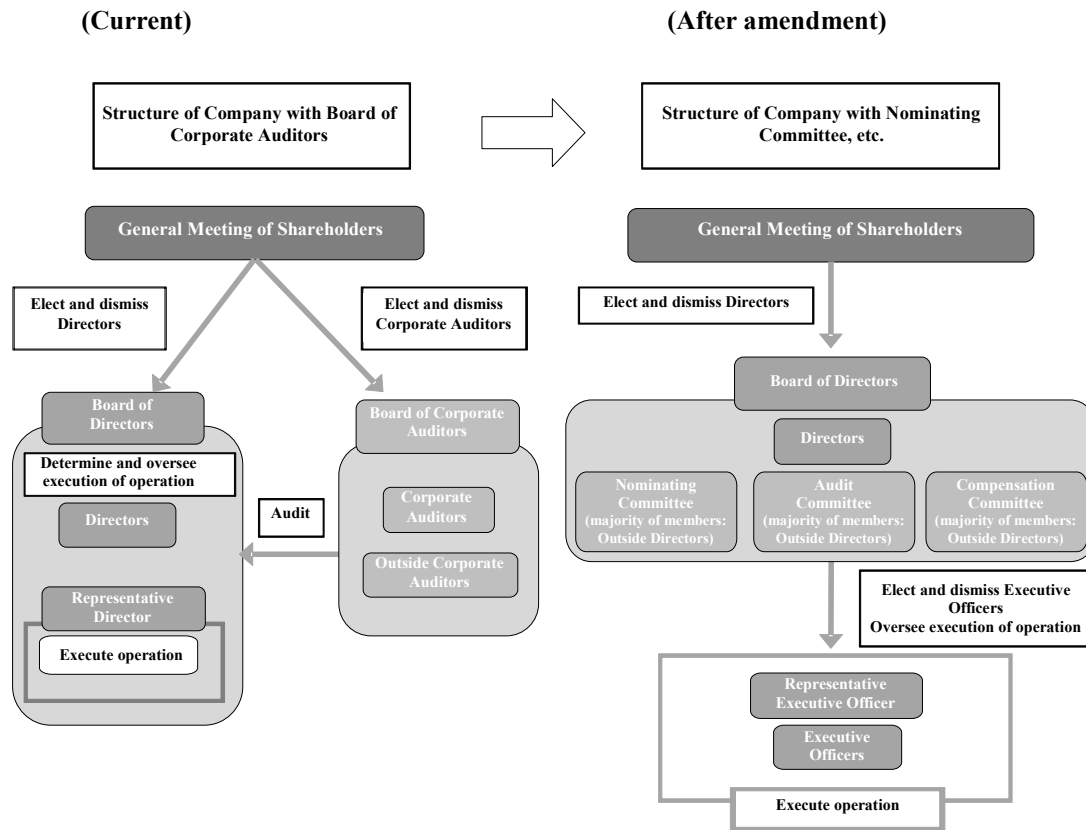 (Current)
Structure of Company with Board of
Corporate Auditors
General Meeting of Shareholders
Elect and dismiss
Directors
Elect and dismiss
Corporate Auditors
Board of
Directors
Determine and oversee
execution of operation
Directors
Representative
Director
Execute operation
Audit
Board of Corporate
Auditors
Corporate
Auditors
Outside Corporate
Auditors
(After amendment)
Structure of Company with Nominating
Committee, etc.
General Meeting of Shareholders
Elect and dismiss Directors
Board of Directors
Directors
Nominating
Committee
(majority of members:
Outside Directors)
Audit
Committee
(majority of members:
Outside Directors)
Compensation
Committee
(majority of members:
Outside Directors)
Elect and dismiss Executive
Officers
Oversee execution of operation
Representative
Executive Officer
Executive
Officers
Execute operation